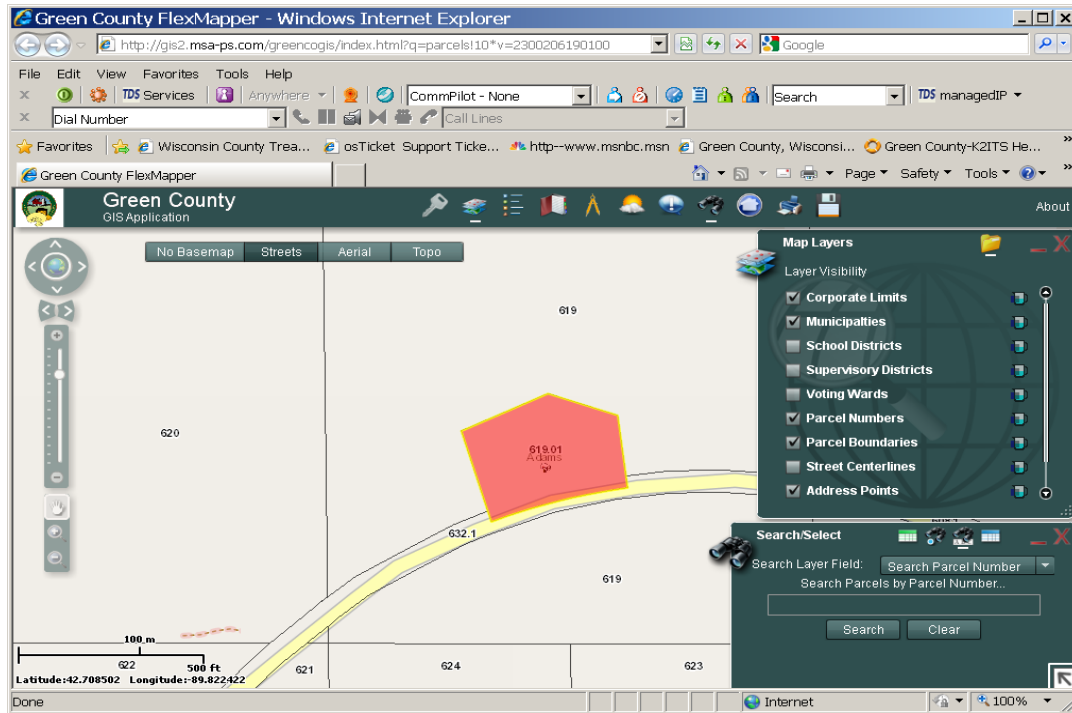 Green County FlexMapper - Windows Internet Explorer
http://gis2.msa-ps.com/greencogis/index.html?q=parcels!10*v=2300206190100
Google
File Edit View Favorites Tools Help
TDS Services Anywhere CommPilot - None Search TDS managedIP
Dial Number Call Lines
Favorites Wisconsin County Trea... osTicket Support Ticke... http--www.msnbc.msn Green County, Wisconsi... Green County-K2ITS He...
Green County FlexMapper Page Safety Tools
Green County
GIS Application
About
No Basemap Streets Aerial Topo
Map Layers
Layer Visibility
Corporate Limits
Municipalties
School Districts
Supervisory Districts
Voting Wards
Parcel Numbers
Parcel Boundaries
Street Centerlines
Address Points
619
620
619.01
Adams
632.1
619
Search/Select
Search Layer Field: Search Parcel Number
Search Parcels by Parcel Number...
Search Clear
100 m
500 ft
622
621
624
623
Latitude:42.708502 Longitude:-89.822422
Done Internet 100%